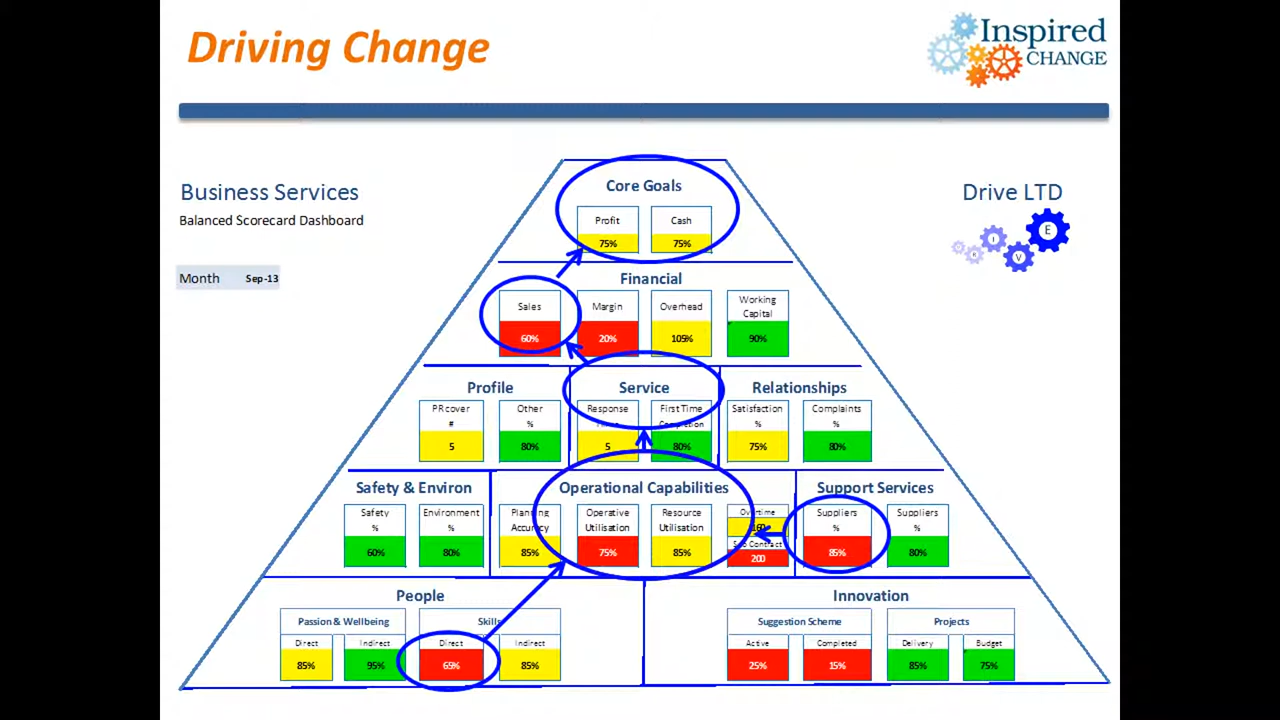 Driving Change
Inspired
CHANGE
Business Services
Balanced Scorecard Dashboard
Month Sep-13
Drive LTD
R I V E
Core Goals
Profit Cash
75% 75%
Financial
Sales Margin Overhead Working
Capital
60% 20% 105% 90%
Profile Service Relationships
PR cover Other Response First Time Satisfaction Complaints
# % Completion % %
5 80% 5 80% 75% 80%
Safety & Environ Operational Capabilities Support Services
Safety Environment Planning Operative Resource Overtime Suppliers Suppliers
% % Accuracy Utilisation Utilisation 160 % %
Sub Contract
60% 80% 85% 75% 85% 200 85% 80%
People Innovation
Passion & Wellbeing Skills Suggestion Scheme Projects
Direct Indirect Direct Indirect Active Completed Delivery Budget
85% 95% 65% 85% 25% 15% 85% 75%